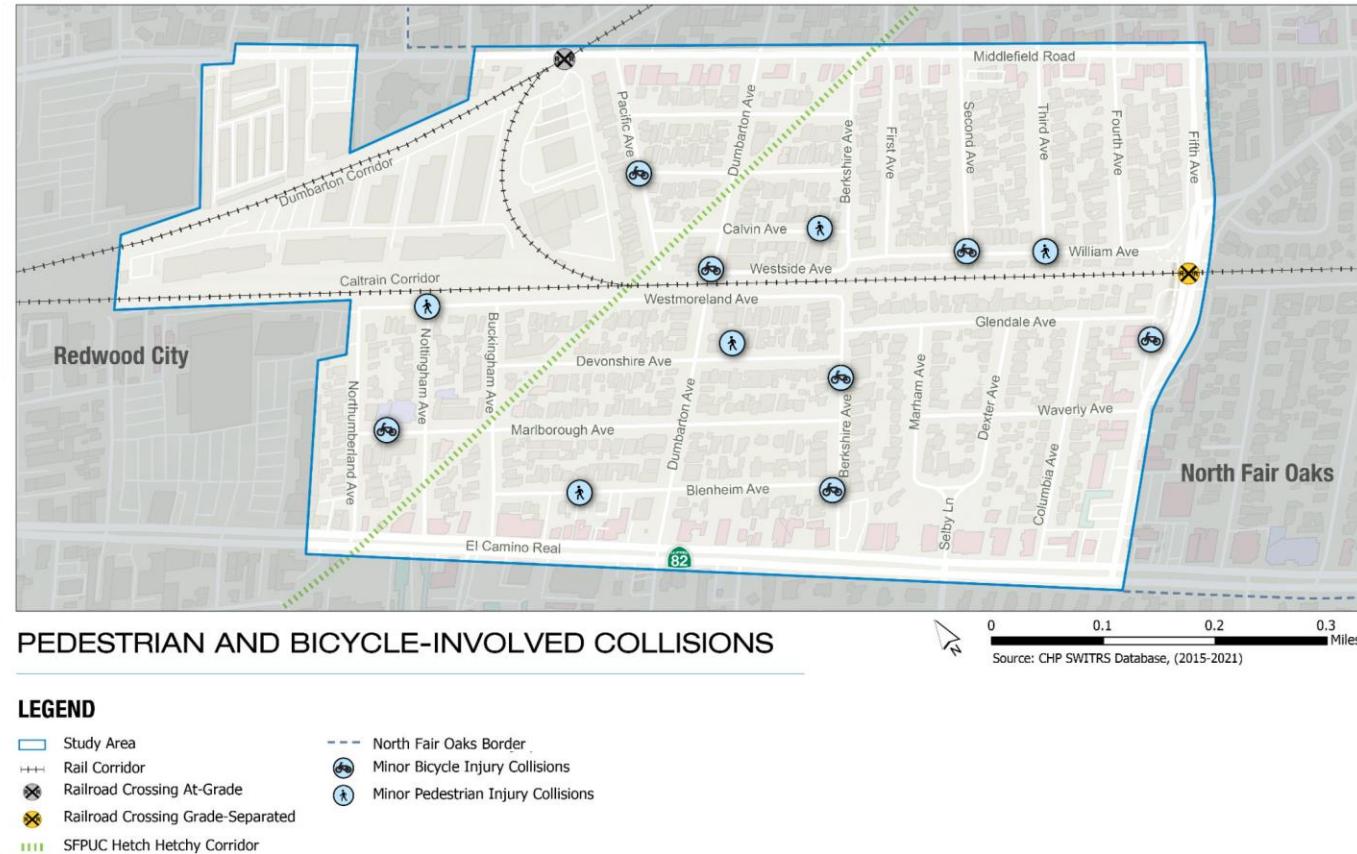 Middlefield Road
Pacific Ave
Dumbarton Ave
Berkshire Ave
First Ave
Second Ave
Third Ave
Fourth Ave
Fifth Ave
Dumbarton Corridor
Calvin Ave
William Ave
Westside Ave
Caltrain Corridor
Westmoreland Ave
Glendale Ave
Redwood City
Nottingham Ave
Buckingham Ave
Devonshire Ave
Northumberland Ave
Dumbarton Ave
Berkshire Ave
Marham Ave
Dexter Ave
Waverly Ave
Marlborough Ave
Columbia Ave
North Fair Oaks
Blenheim Ave
Selby Ln
El Camino Real
82
PEDESTRIAN AND BICYCLE-INVOLVED COLLISIONS
N
0 0.1 0.2 0.3
Miles
Source: CHP SWITRS Database, (2015-2021)
LEGEND
Study Area
Rail Corridor
Railroad Crossing At-Grade
Railroad Crossing Grade-Separated
SFPUC Hetch Hetchy Corridor
North Fair Oaks Border
Minor Bicycle Injury Collisions
Minor Pedestrian Injury Collisions